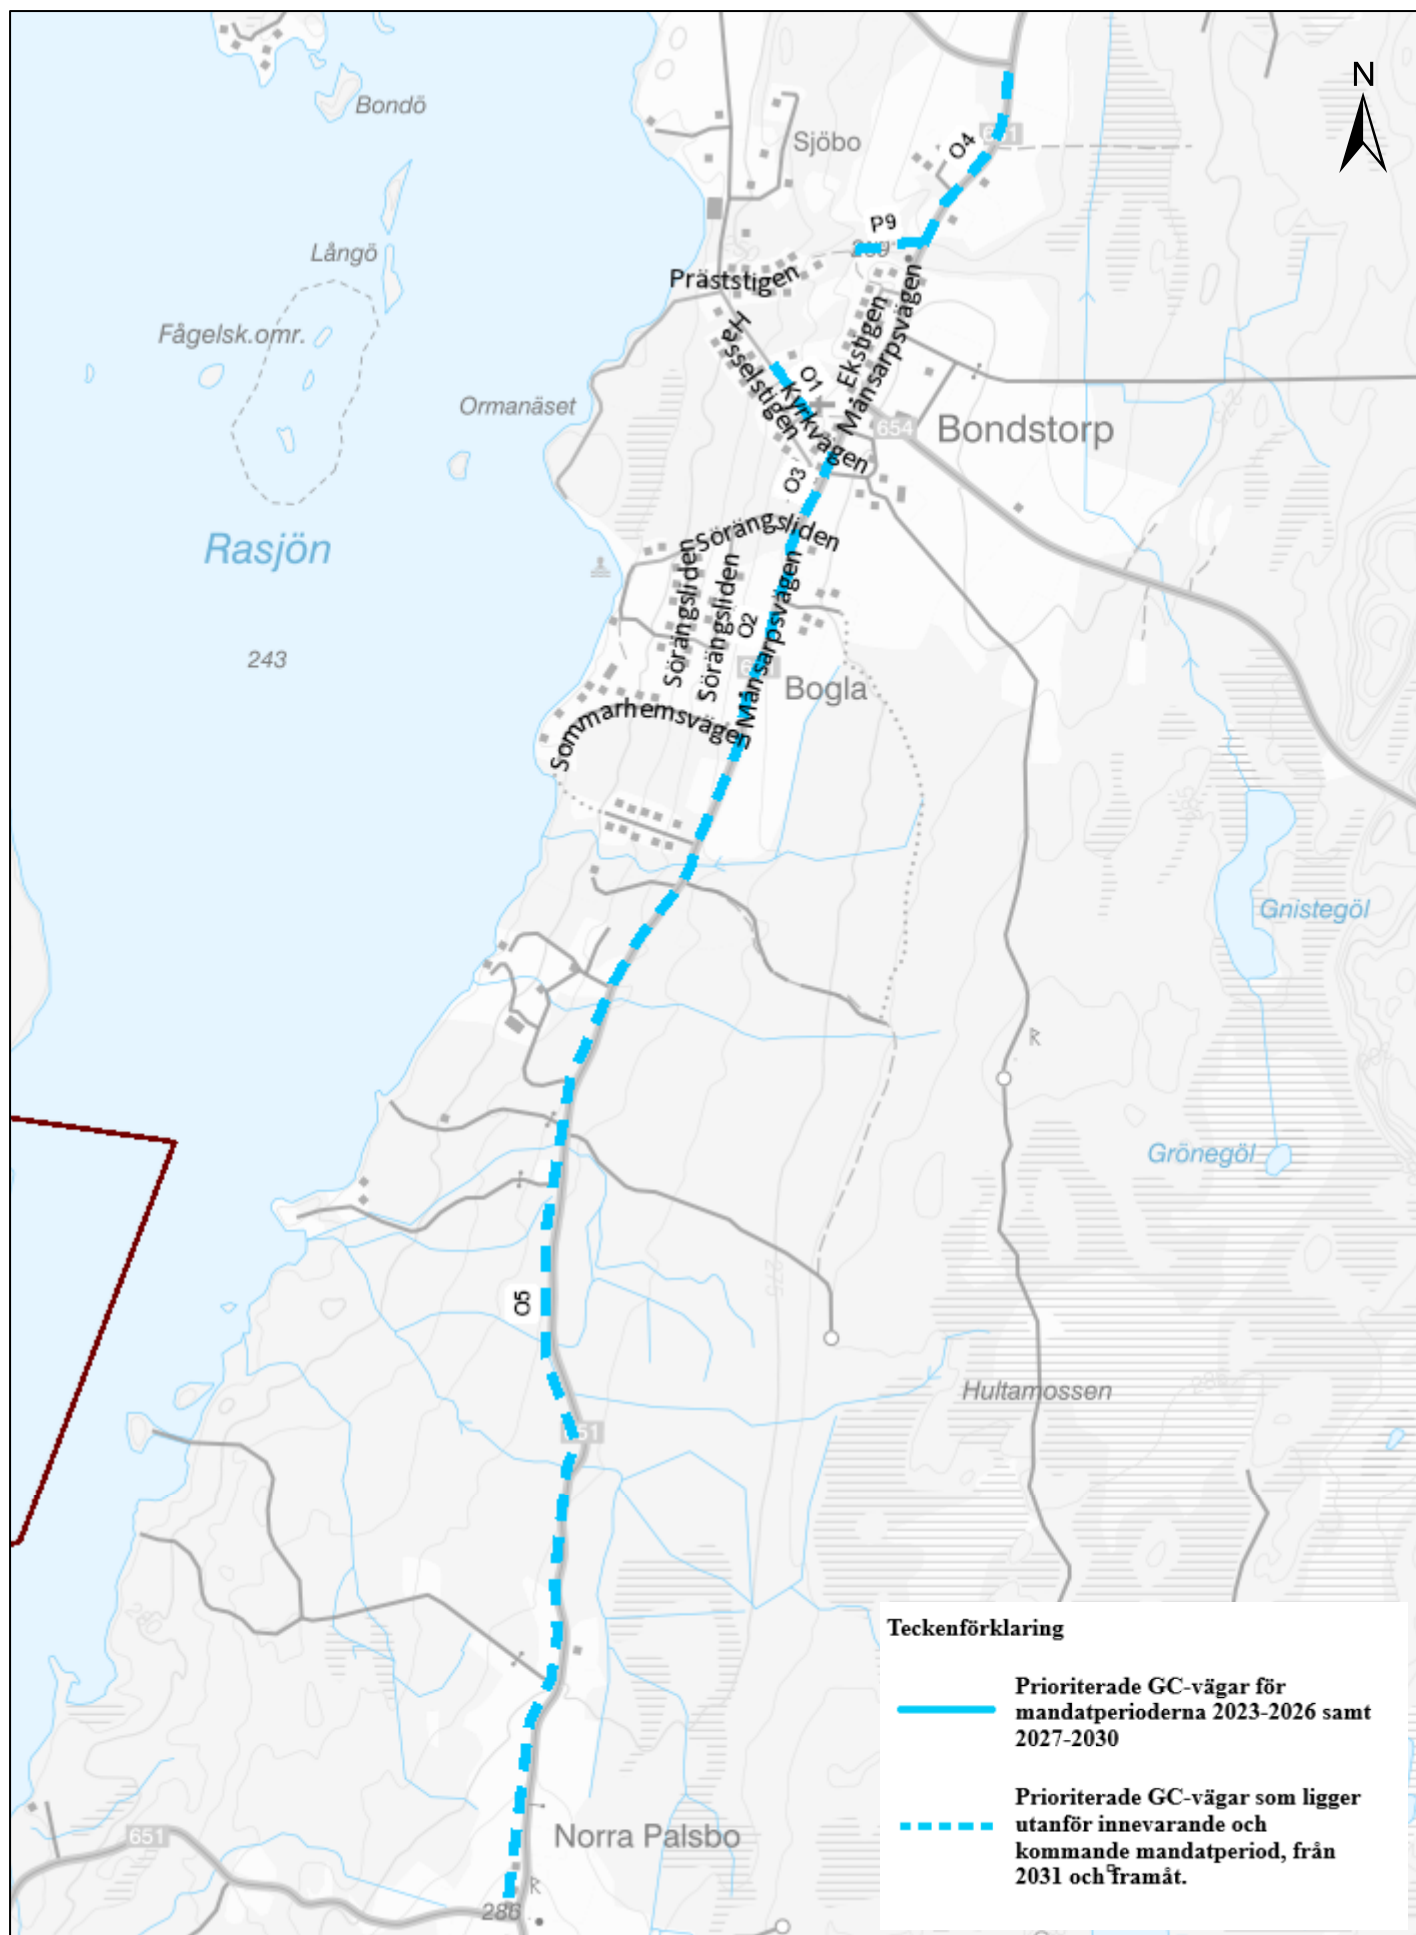 N
Bondö
Sjöbo
O4
P9
Långö
Präststigen
Fågelsk.omr.
Hasselstigen
Ekstigen
Månsarpsvägen
O1
Kyrkvägen
Ormanäset
654
Bondstorp
O3
Sörängsliden
Rasjön
Sörängsliden
Sörängsliden
O2
Månsarpsvägen
243
Bogla
Sommarhemsvägen
Gnistegöl
Grönegöl
275
O5
Hultamossen
Teckenförklaring
Prioriterade GC-vägar för
mandatperioderna 2023-2026 samt
2027-2030
Prioriterade GC-vägar som ligger
utanför innevarande och
kommande mandatperiod, från
2031 och framåt.
651
Norra Palsbo
286